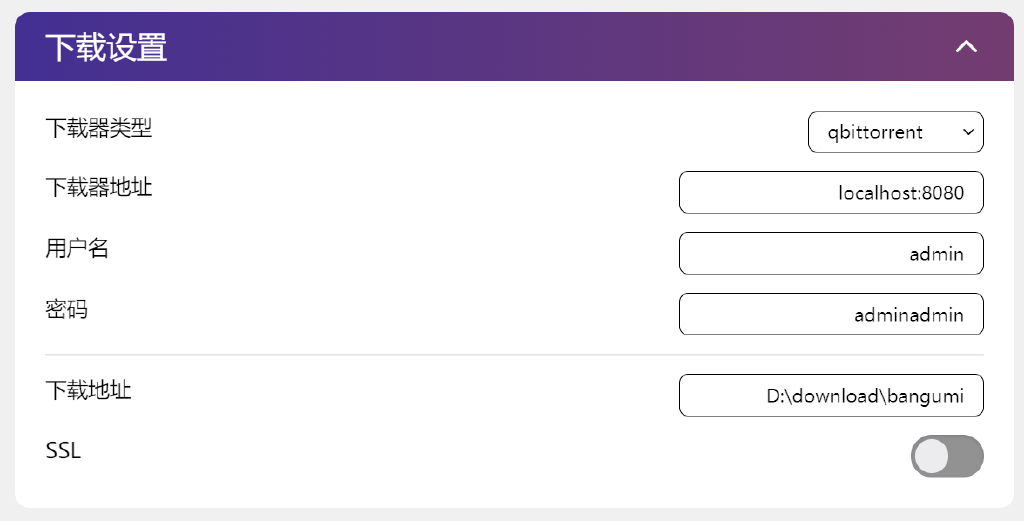 下载设置
下载器类型 qbittorrent
下载器地址 localhost:8080
用户名 admin
密码 adminadmin
下载地址 D:\download\bangumi
SSL